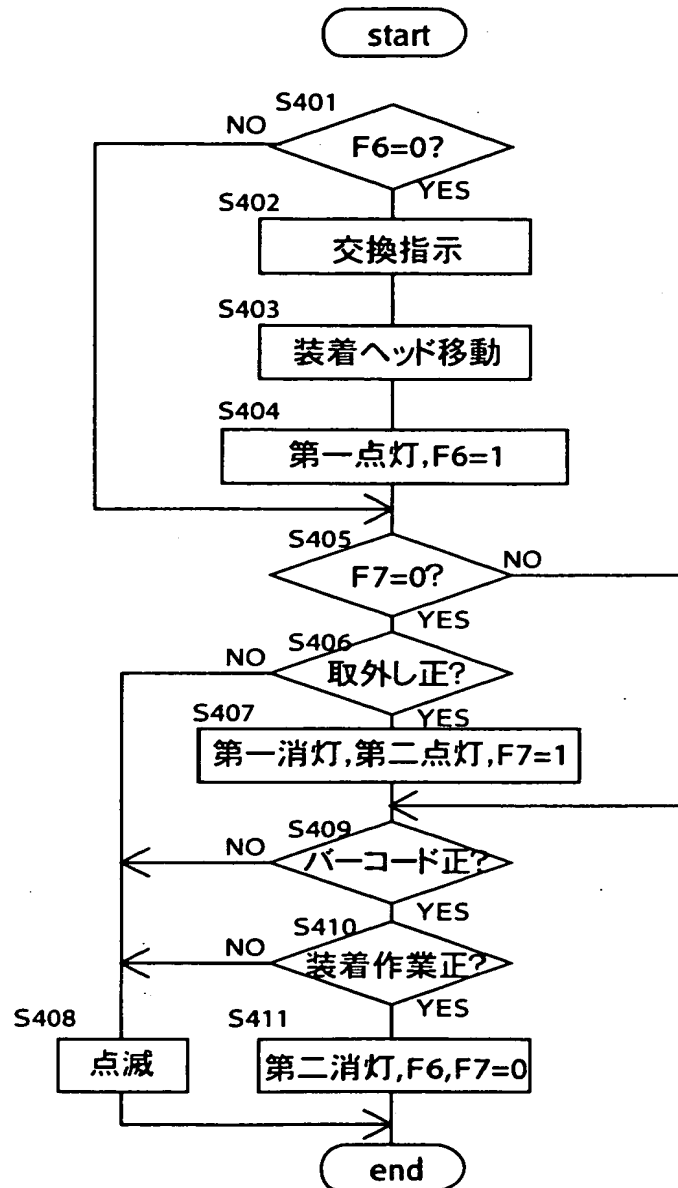 start
S401
NO
F6=0?
YES
S402
交換指示
S403
装着ヘッド移動
S404
第一点灯,F6=1
S405
NO
F7=0?
YES
S406
NO
取外し正?
YES
S407
第一消灯,第二点灯,F7=1
S409
NO
バーコード正?
YES
S410
NO
装着作業正?
YES
S408
点滅
S411
第二消灯,F6,F7=0
end